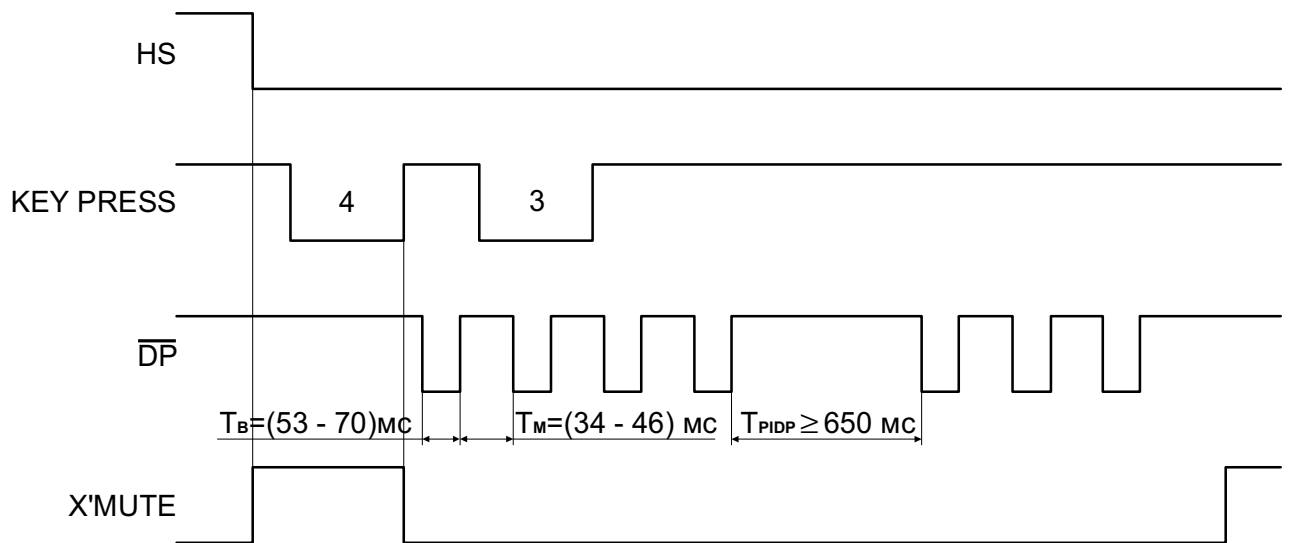 HS
KEY PRESS
4
3
DP
Tв=(53 - 70)мс
Tм=(34 - 46) мс
TPIDP ≥ 650 мс
X'MUTE